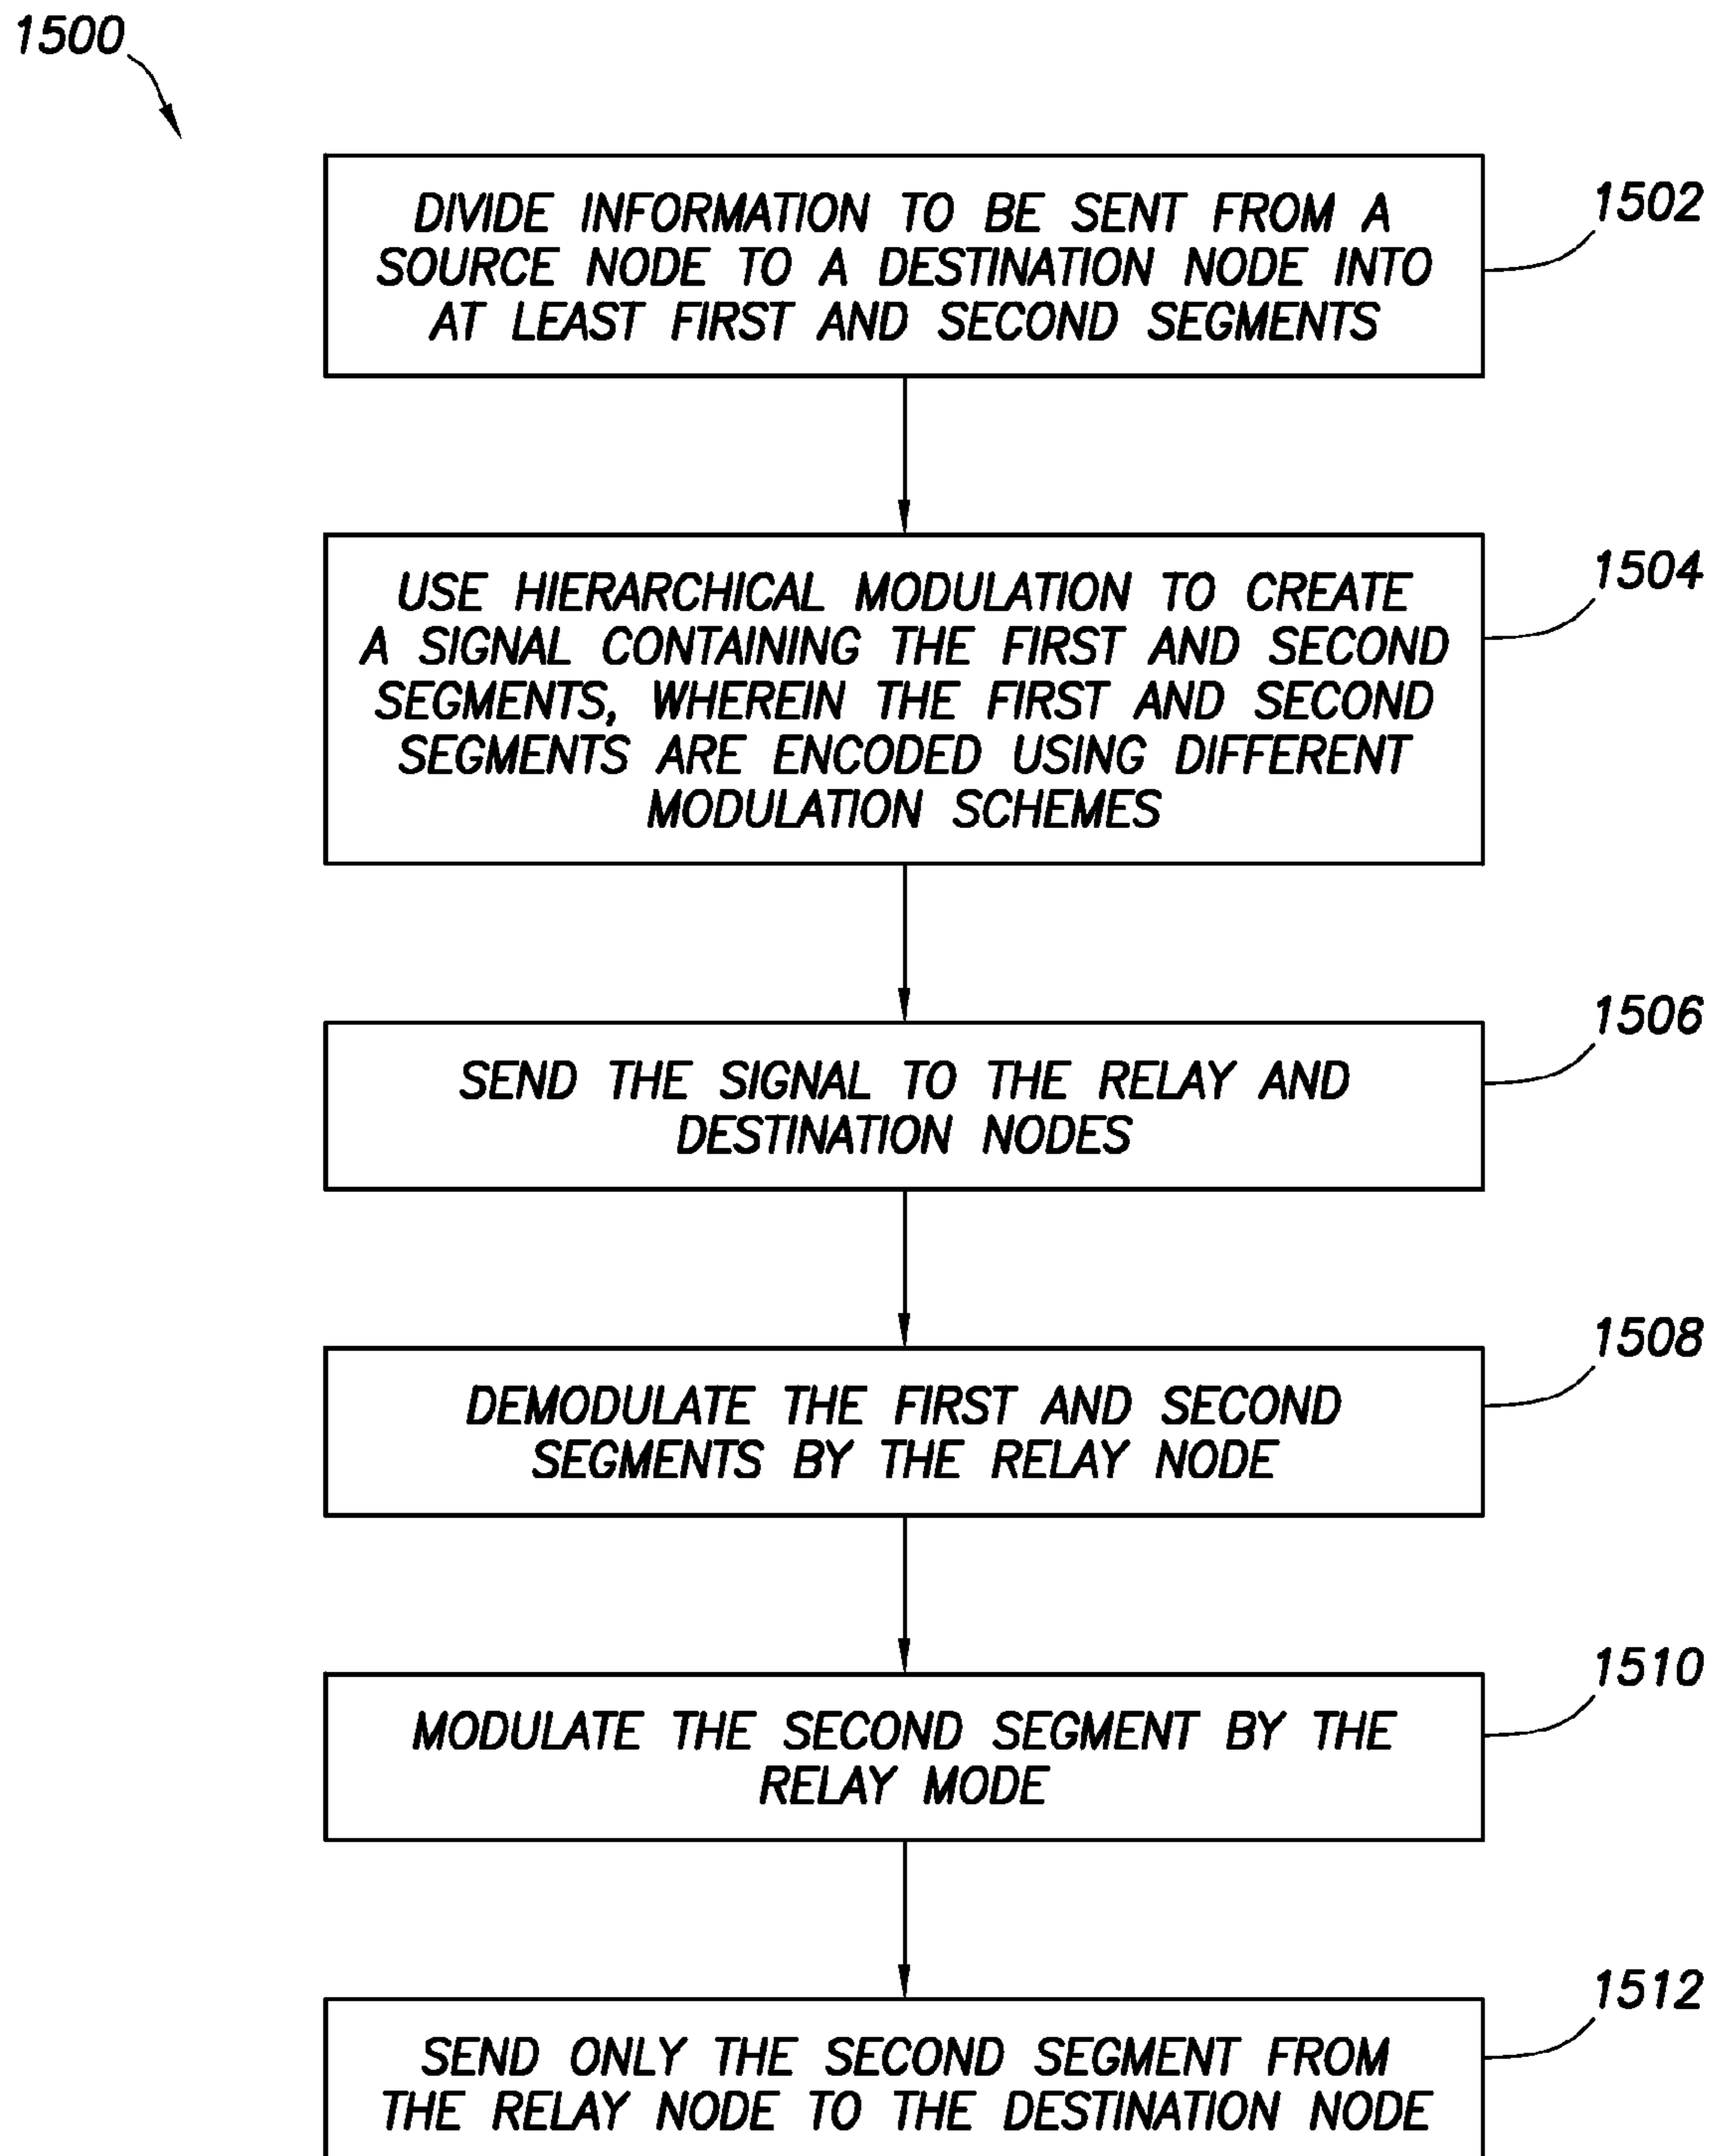 1500
DIVIDE INFORMATION TO BE SENT FROM A
SOURCE NODE TO A DESTINATION NODE INTO
AT LEAST FIRST AND SECOND SEGMENTS
1502
USE HIERARCHICAL MODULATION TO CREATE
A SIGNAL CONTAINING THE FIRST AND SECOND
SEGMENTS, WHEREIN THE FIRST AND SECOND
SEGMENTS ARE ENCODED USING DIFFERENT
MODULATION SCHEMES
1504
SEND THE SIGNAL TO THE RELAY AND
DESTINATION NODES
1506
DEMODULATE THE FIRST AND SECOND
SEGMENTS BY THE RELAY NODE
1508
MODULATE THE SECOND SEGMENT BY THE
RELAY MODE
1510
SEND ONLY THE SECOND SEGMENT FROM
THE RELAY NODE TO THE DESTINATION NODE
1512